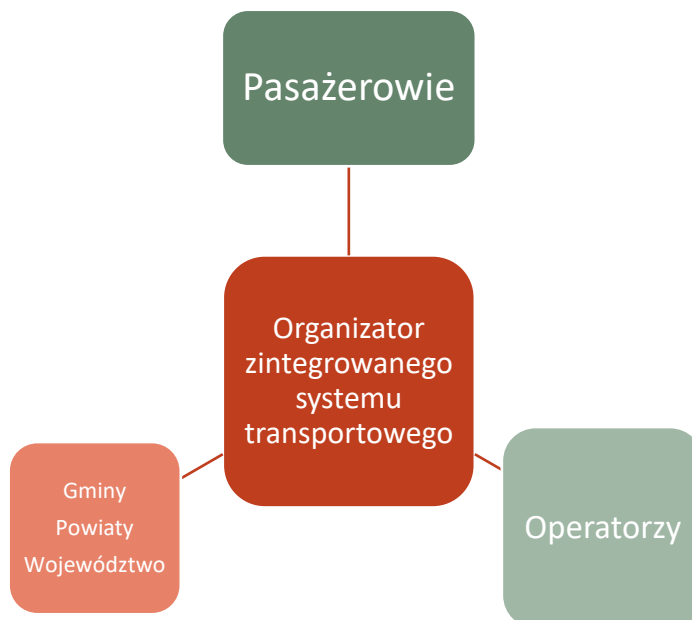 Pasażerowie
Organizator
zintegrowanego
systemu
transportowego
Gminy
Powiaty
Województwo
Operatorzy